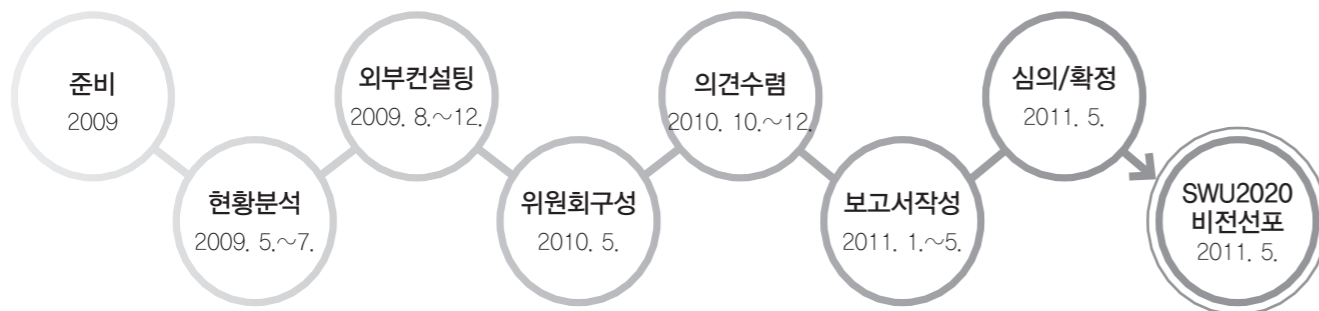 준비
2009
현황분석
2009. 5.~7.
외부컨설팅
2009. 8.~12.
위원회구성
2010. 5.
의견수렴
2010. 10.~12.
보고서작성
2011. 1.~5.
심의/확정
2011. 5.
SWU2020
비전선포
2011. 5.